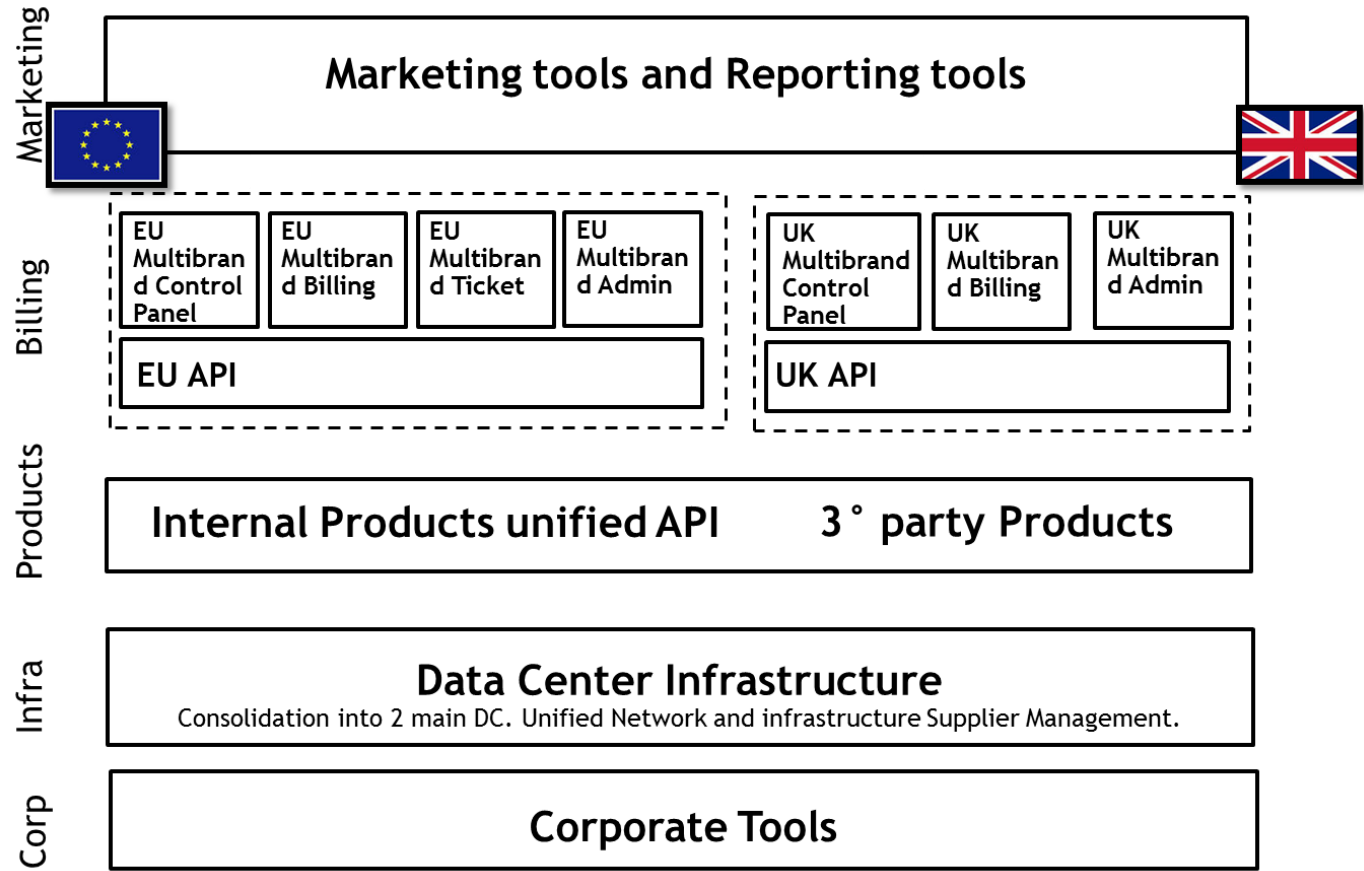 Marketing
Marketing tools and Reporting tools
Billing
EU
Multibran
d Control
Panel
EU
Multibran
d Billing
EU
Multibran
d Ticket
EU
Multibran
d Admin
EU API
UK
Multibrand
Control
Panel
UK
Multibran
d Billing
UK
Multibran
d Admin
UK API
Products
Internal Products unified API
3° party Products
Infra
Data Center Infrastructure
Consolidation into 2 main DC. Unified Network and infrastructure Supplier Management.
Corp
Corporate Tools